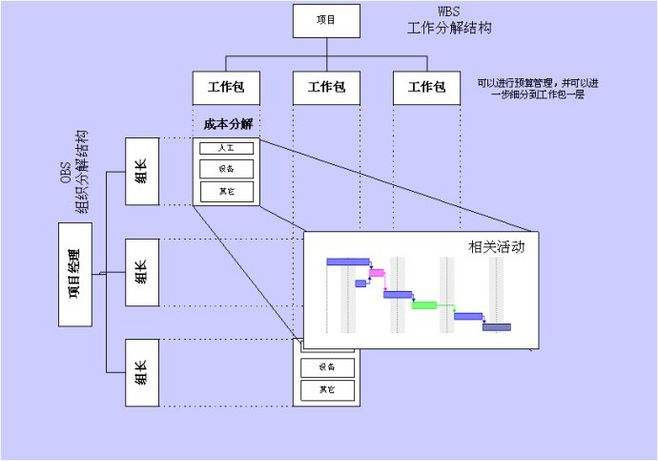 WBS
工作分解结构
项目
工作包
工作包
工作包
可以进行预算管理，并可以进
一步细分到工作包一层
成本分解
人工
设备
其它
OBS
组织分解结构
项目经理
组长
组长
组长
相关活动
设备
其它